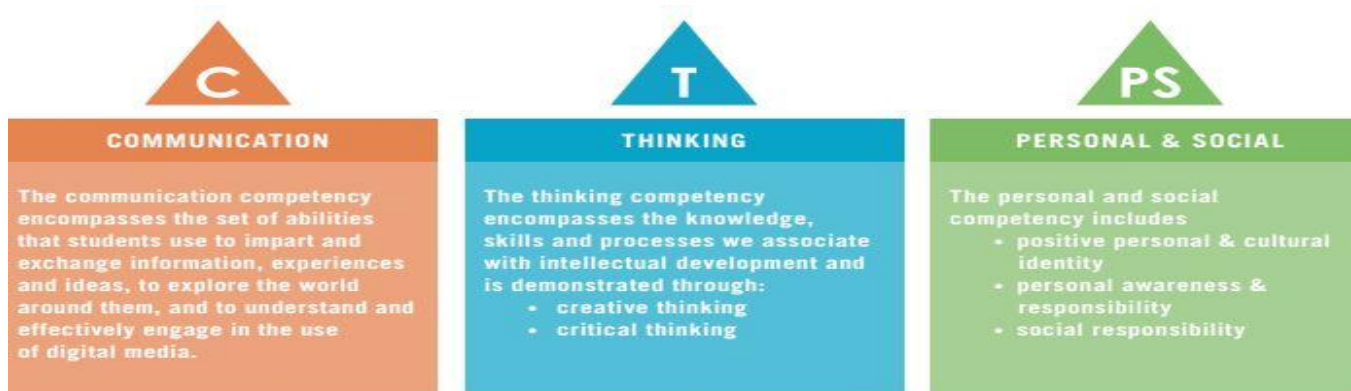 C
COMMUNICATION
The communication competency
encompasses the set of abilities
that students use to impart and
exchange information, experiences
and ideas, to explore the world
around them, and to understand and
effectively engage in the use
of digital media.
T
THINKING
The thinking competency
encompasses the knowledge,
skills and processes we associate
with intellectual development and
is demonstrated through:
• creative thinking
• critical thinking
PS
PERSONAL & SOCIAL
The personal and social
competency includes
• positive personal & cultural
identity
• personal awareness &
responsibility
• social responsibility